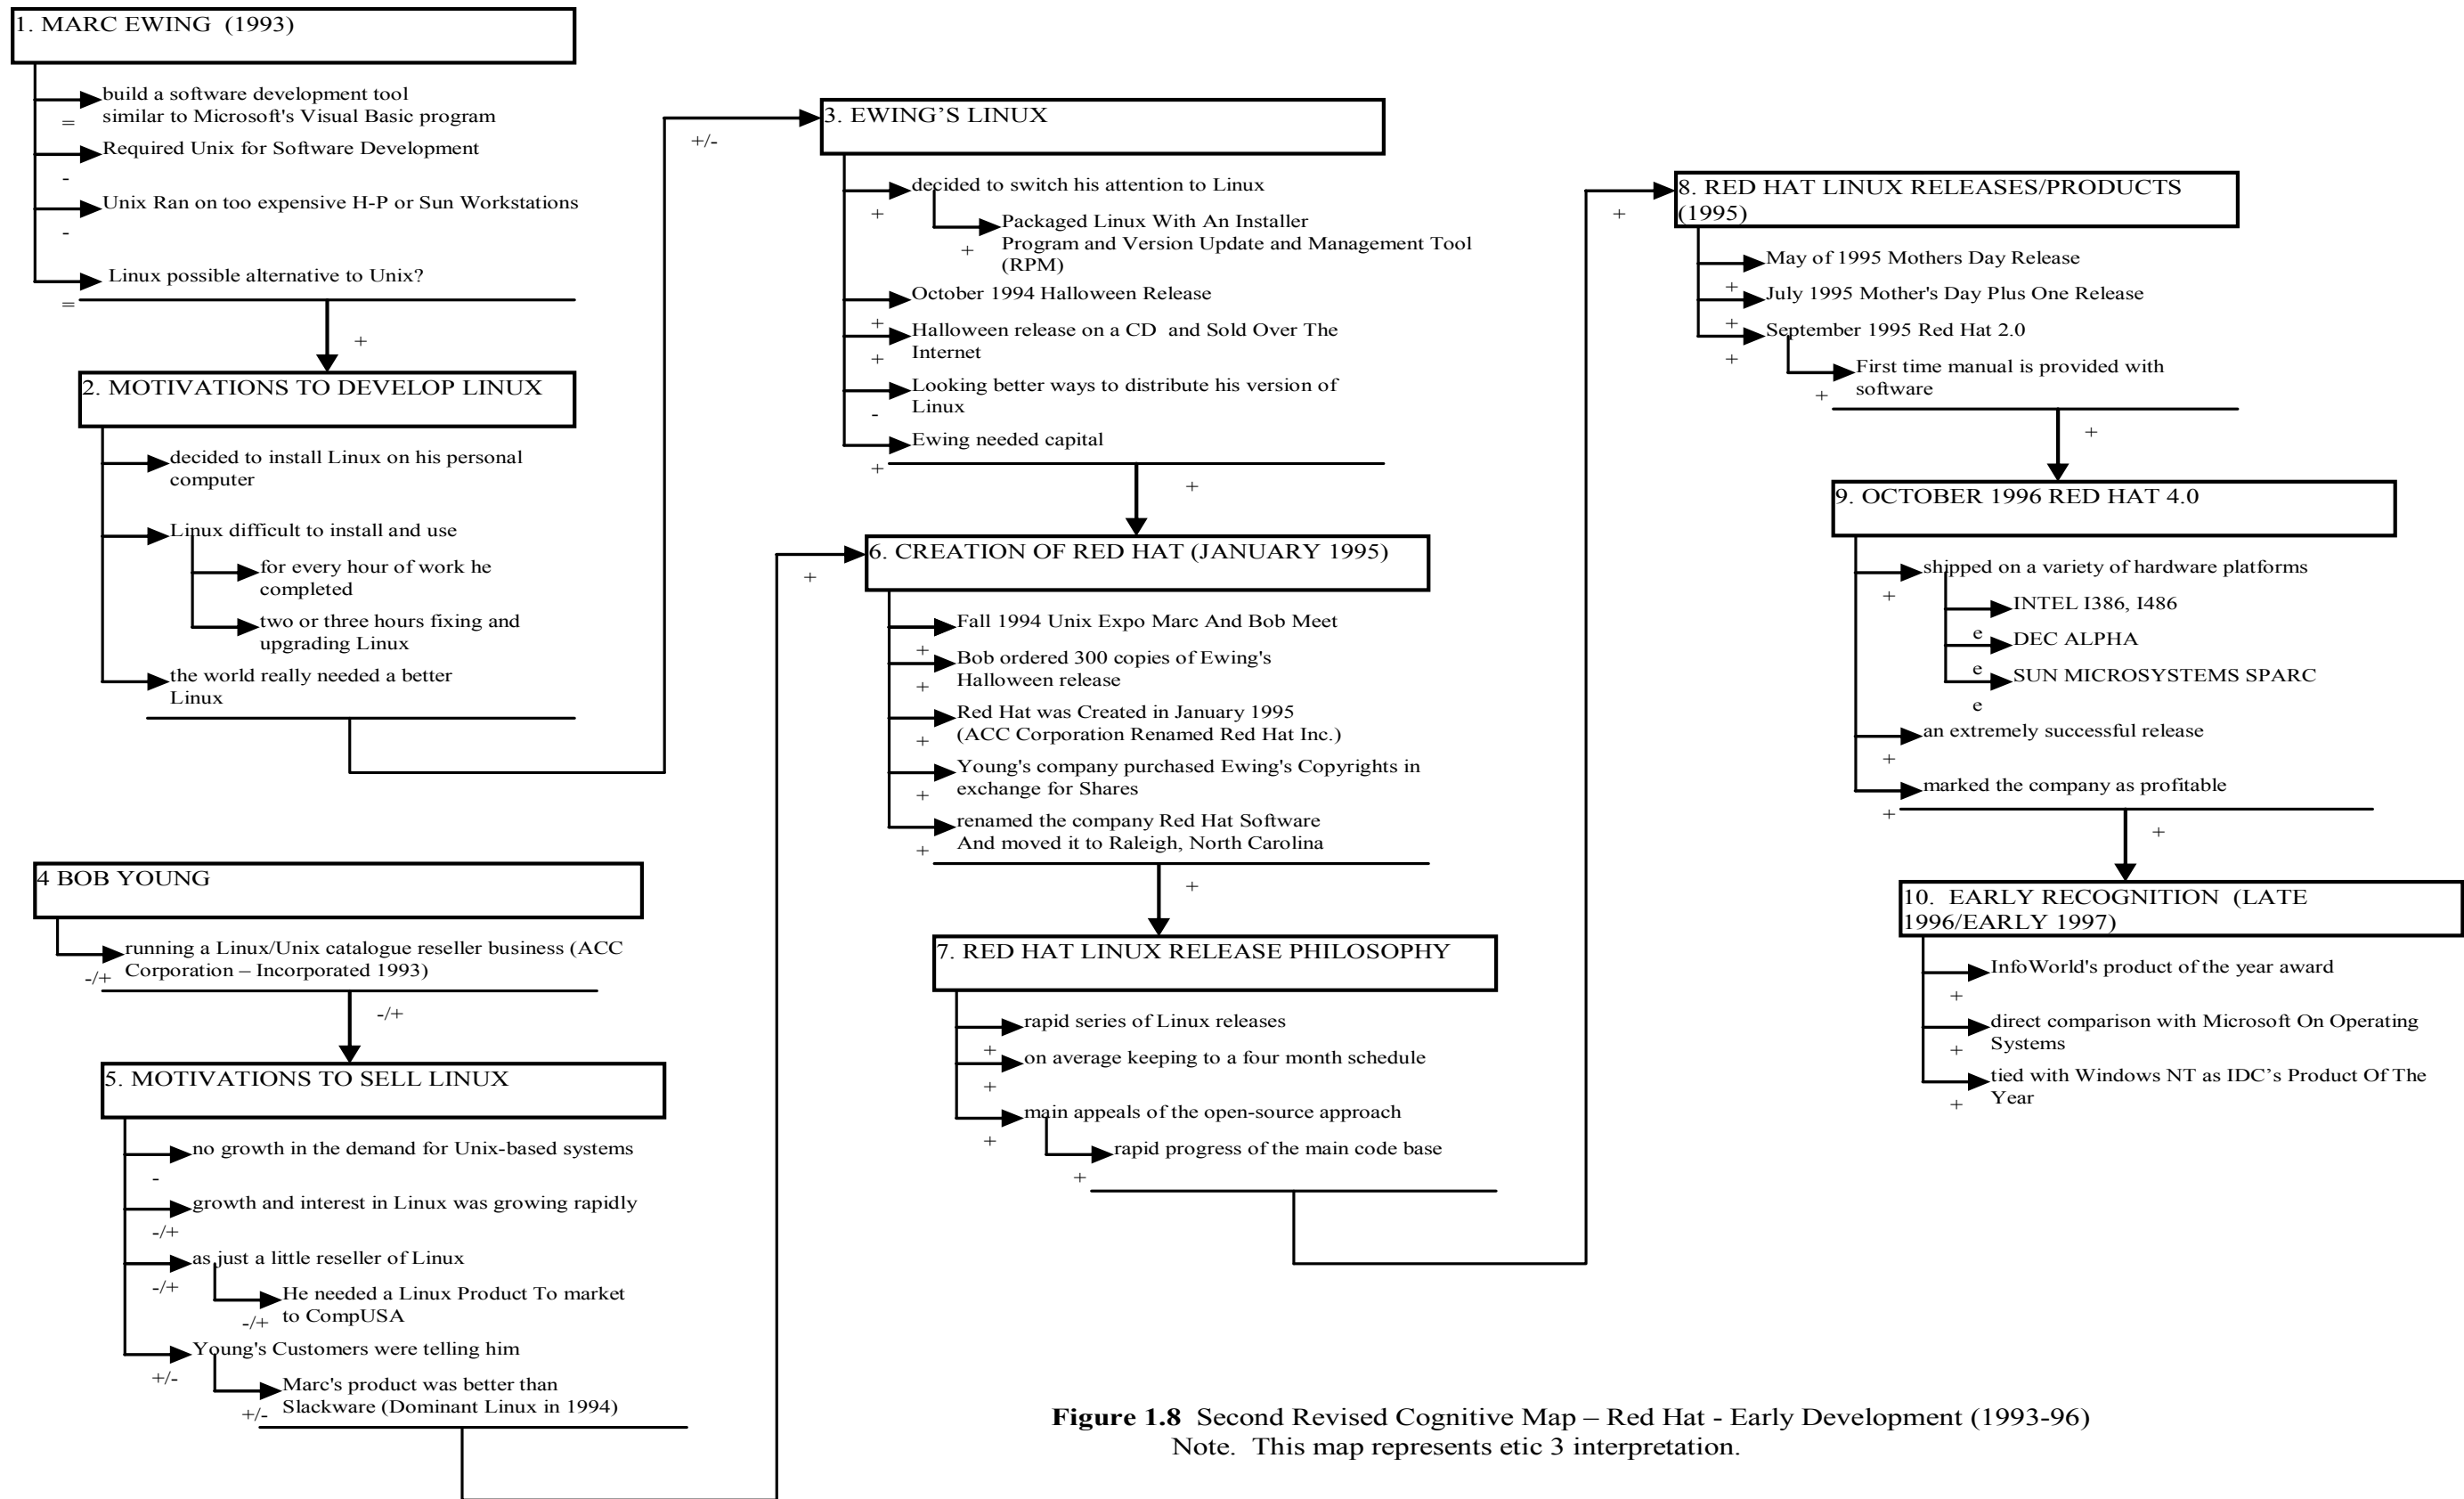 1. MARC EWING (1993)
build a software development tool
similar to Microsoft's Visual Basic program
=
Required Unix for Software Development
-
Unix Ran on too expensive H-P or Sun Workstations
-
Linux possible alternative to Unix?
=
+
2. MOTIVATIONS TO DEVELOP LINUX
decided to install Linux on his personal
computer
Linux difficult to install and use
for every hour of work he
completed
two or three hours fixing and
upgrading Linux
the world really needed a better
Linux
+/-
3. EWING'S LINUX
decided to switch his attention to Linux
+
Packaged Linux With An Installer
Program and Version Update and Management Tool
+
(RPM)
October 1994 Halloween Release
+
Halloween release on a CD and Sold Over The
Internet
+
Looking better ways to distribute his version of
Linux
-
Ewing needed capital
+
+
4 BOB YOUNG
running a Linux/Unix catalogue reseller business (ACC
Corporation – Incorporated 1993)
-/+
-/+
5. MOTIVATIONS TO SELL LINUX
no growth in the demand for Unix-based systems
-
growth and interest in Linux was growing rapidly
-/+
as just a little reseller of Linux
-/+
He needed a Linux Product To market
to CompUSA
-/+
Young's Customers were telling him
+/-
Marc's product was better than
Slackware (Dominant Linux in 1994)
+/-
+
6. CREATION OF RED HAT (JANUARY 1995)
Fall 1994 Unix Expo Marc And Bob Meet
+
Bob ordered 300 copies of Ewing's
Halloween release
+
Red Hat was Created in January 1995
(ACC Corporation Renamed Red Hat Inc.)
+
Young's company purchased Ewing's Copyrights in
exchange for Shares
+
renamed the company Red Hat Software
And moved it to Raleigh, North Carolina
+
+
7. RED HAT LINUX RELEASE PHILOSOPHY
rapid series of Linux releases
+
on average keeping to a four month schedule
+
main appeals of the open-source approach
+
rapid progress of the main code base
+
+
8. RED HAT LINUX RELEASES/PRODUCTS
(1995)
May of 1995 Mothers Day Release
+
July 1995 Mother's Day Plus One Release
+
September 1995 Red Hat 2.0
+
First time manual is provided with
software
+
+
9. OCTOBER 1996 RED HAT 4.0
shipped on a variety of hardware platforms
+
INTEL I386, I486
e
DEC ALPHA
e
SUN MICROSYSTEMS SPARC
e
an extremely successful release
+
marked the company as profitable
+
+
10. EARLY RECOGNITION (LATE
1996/EARLY 1997)
InfoWorld's product of the year award
+
direct comparison with Microsoft On Operating
Systems
+
tied with Windows NT as IDC's Product Of The
Year
+
Figure 1.8 Second Revised Cognitive Map – Red Hat - Early Development (1993-96)
Note. This map represents etic 3 interpretation.